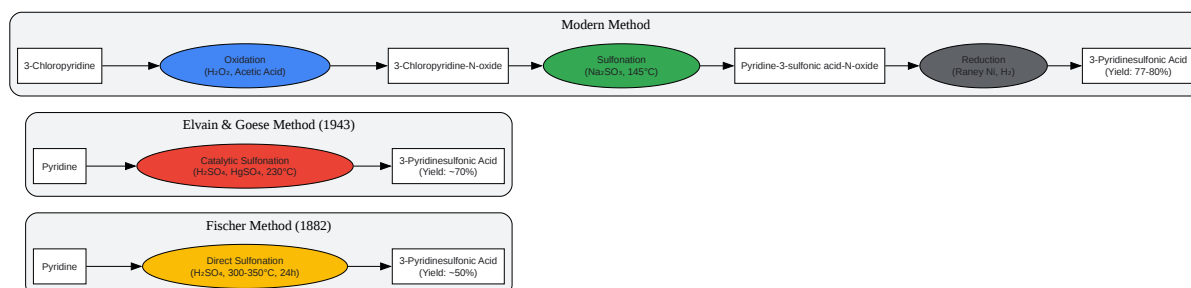 Modern Method
3-Chloropyridine
Oxidation
(H₂O₂, Acetic Acid)
3-Chloropyridine-N-oxide
Sulfonation
(Na₂SO₃, 145°C)
Pyridine-3-sulfonic acid-N-oxide
Reduction
(Raney Ni, H₂)
3-Pyridinesulfonic Acid
(Yield: 77-80%)
Elvain & Goese Method (1943)
Pyridine
Catalytic Sulfonation
(H₂SO₄, HgSO₄, 230°C)
3-Pyridinesulfonic Acid
(Yield: ~70%)
Fischer Method (1882)
Pyridine
Direct Sulfonation
(H₂SO₄, 300-350°C, 24h)
3-Pyridinesulfonic Acid
(Yield: ~50%)